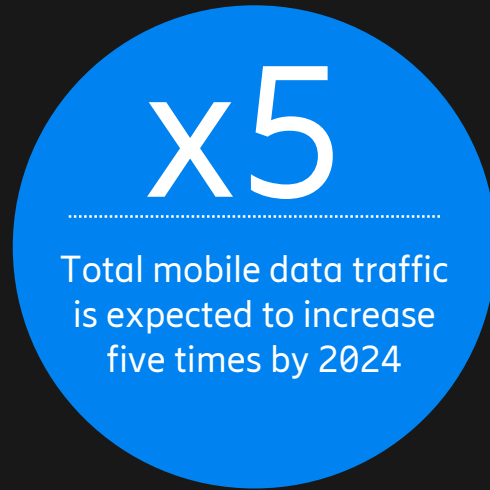 x5
Total mobile data traffic
is expected to increase
five times by 2024